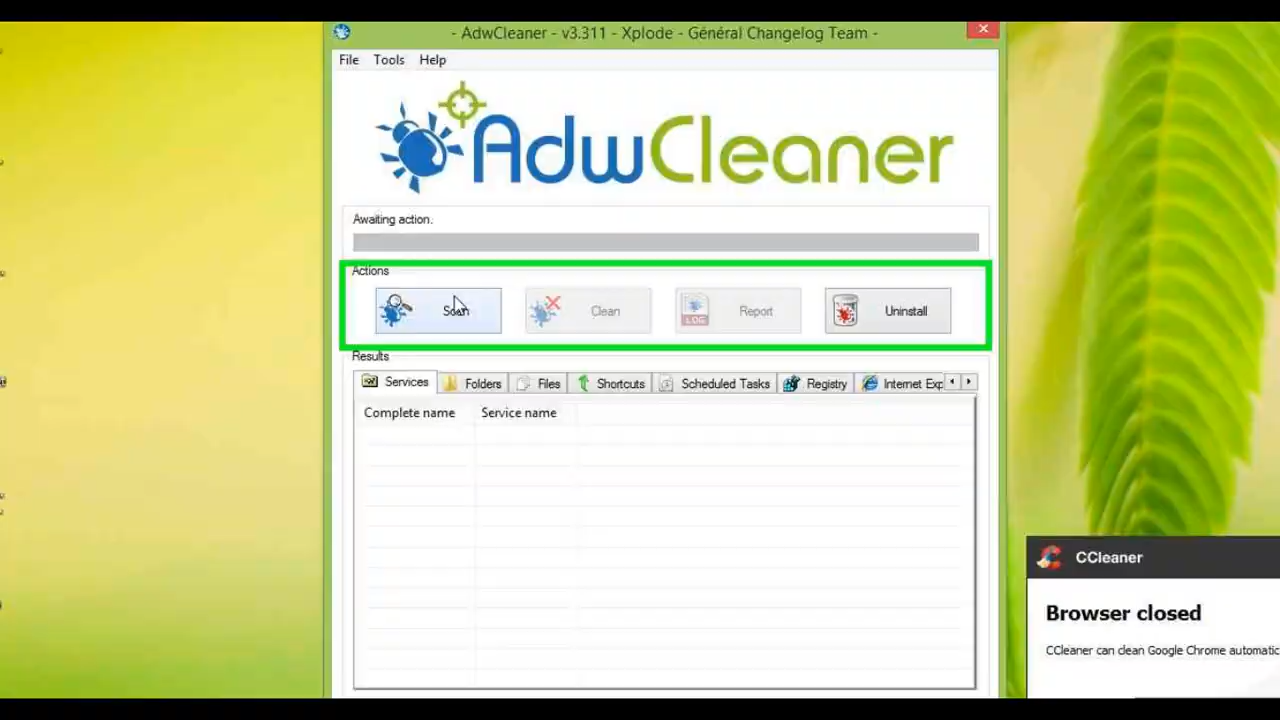 - AdwCleaner - v3.311 - Xplode - Général Changelog Team -
File Tools Help
AdwCleaner
Awaiting action.
Actions
Scan Clean Report Uninstall
LOG
Results
Services Folders Files Shortcuts Scheduled Tasks Registry Internet Exp
Complete name Service name
CCleaner
Browser closed
CCleaner can clean Google Chrome automatic